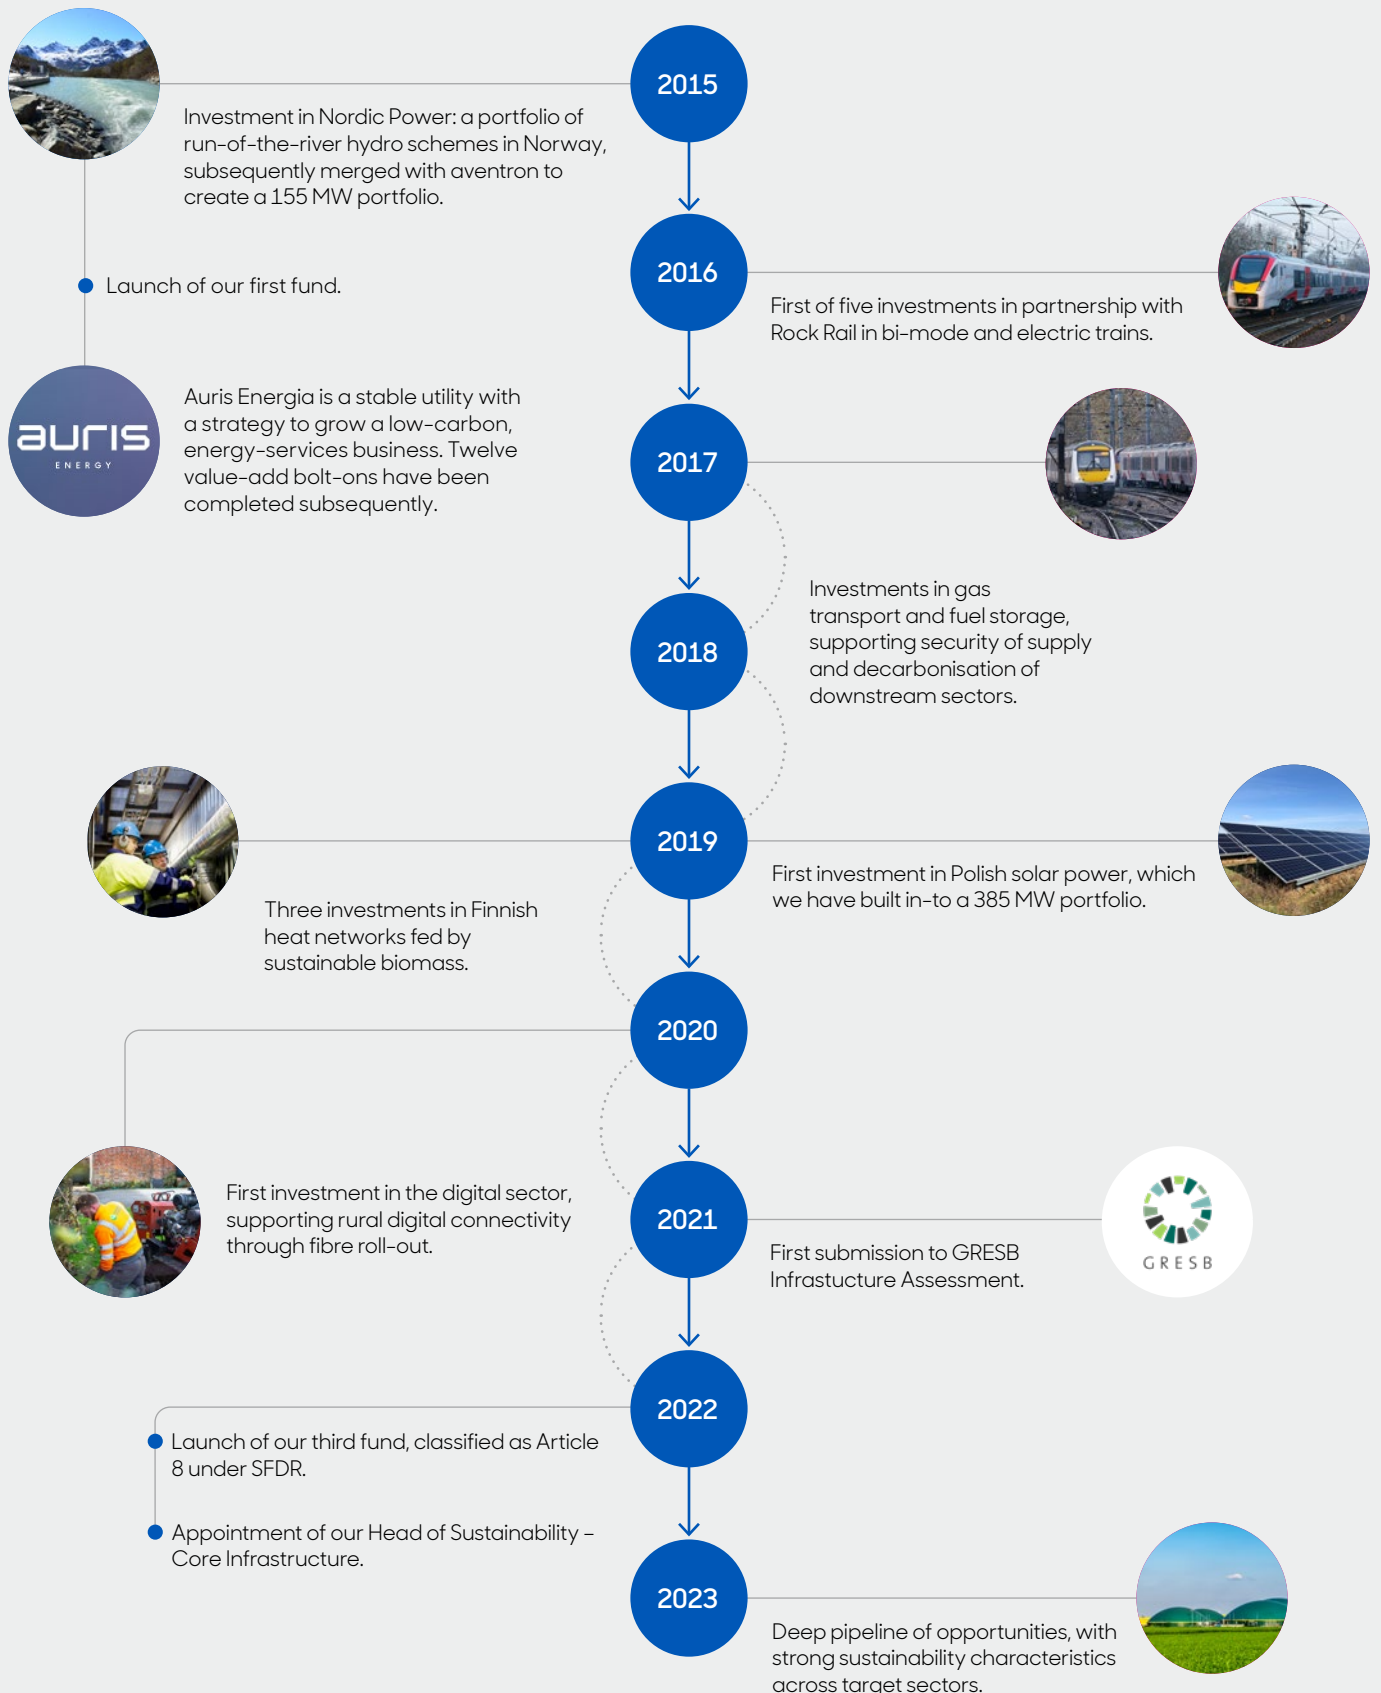 2015
Investment in Nordic Power: a portfolio of
run-of-the-river hydro schemes in Norway,
subsequently merged with aventron to
create a 155 MW portfolio.
Launch of our first fund.
auris
ENERGY
Auris Energia is a stable utility with
a strategy to grow a low-carbon,
energy-services business. Twelve
value-add bolt-ons have been
completed subsequently.
2016
First of five investments in partnership with
Rock Rail in bi-mode and electric trains.
2017
Investments in gas
transport and fuel storage,
supporting security of supply
and decarbonisation of
downstream sectors.
2018
2019
Three investments in Finnish
heat networks fed by
sustainable biomass.
First investment in Polish solar power, which
we have built in-to a 385 MW portfolio.
2020
First investment in the digital sector,
supporting rural digital connectivity
through fibre roll-out.
2021
First submission to GRESB
Infrastucture Assessment.
GRESB
2022
Launch of our third fund, classified as Article
8 under SFDR.
Appointment of our Head of Sustainability –
Core Infrastructure.
2023
Deep pipeline of opportunities, with
strong sustainability characteristics
across target sectors.